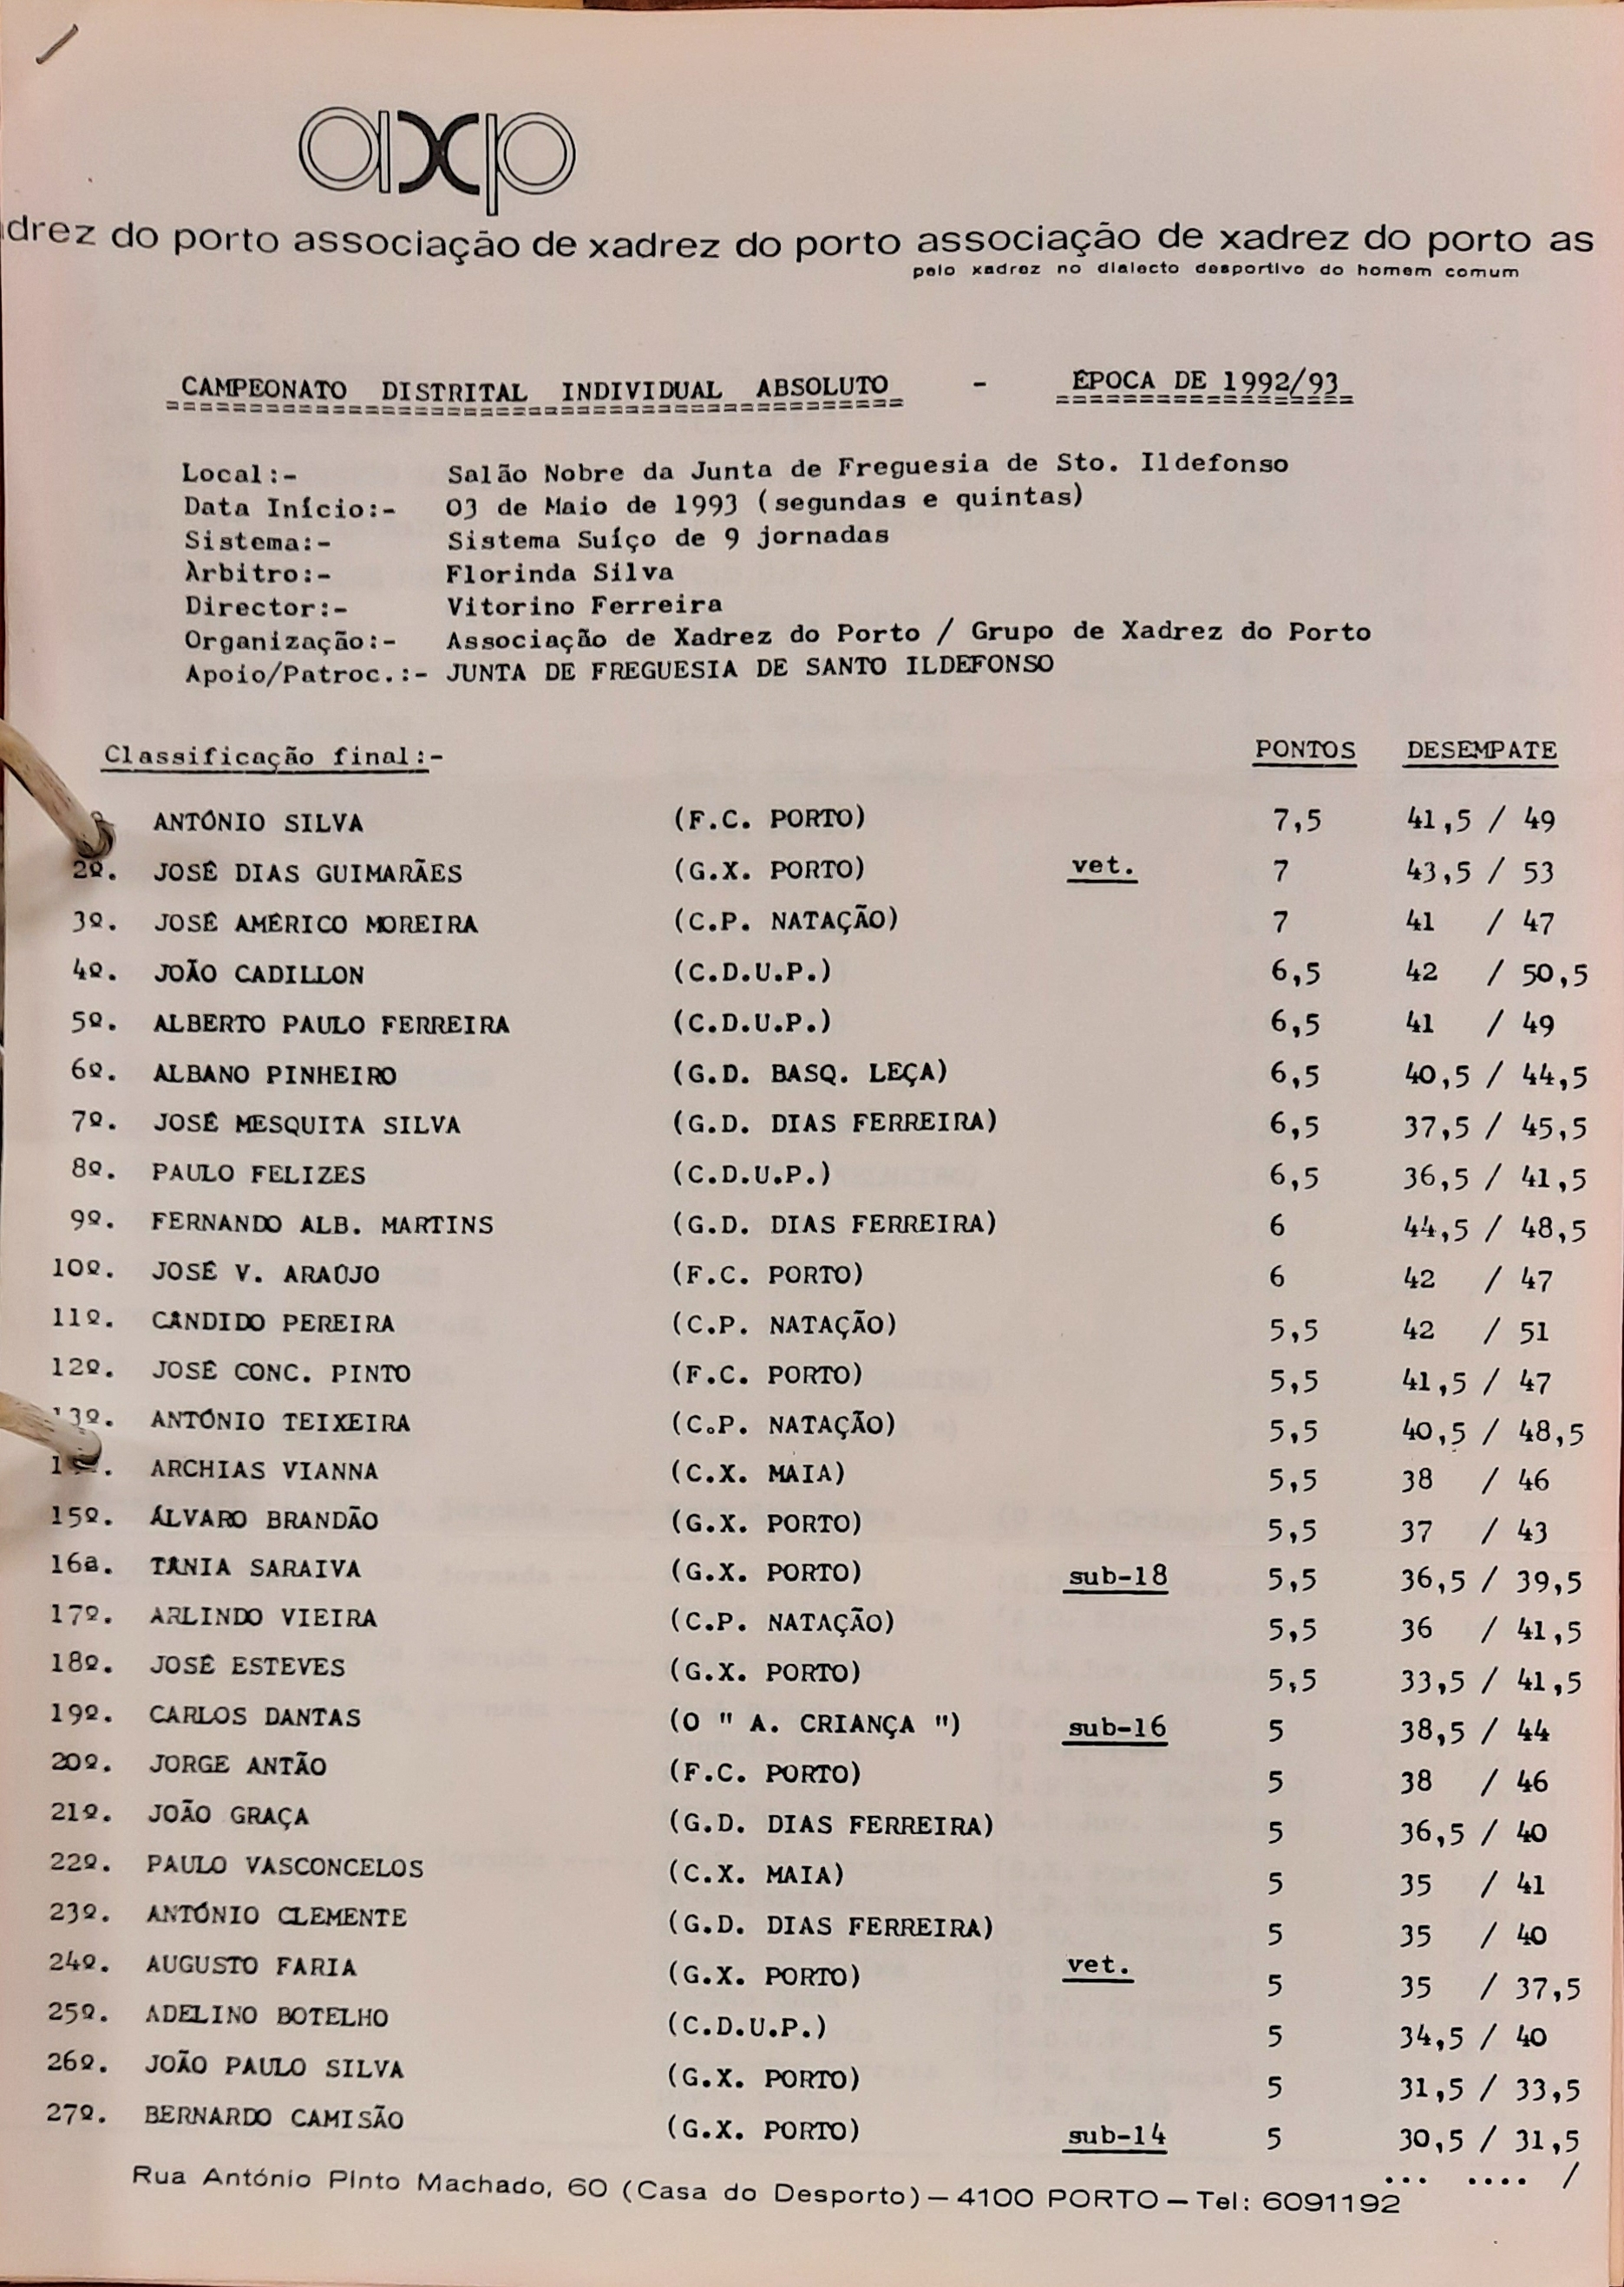 axp
drez do porto associação de xadrez do porto associação de xadrez do porto as
pelo xadrez no dialecto desportivo do homem comum
CAMPEONATO DISTRITAL INDIVIDUAL ABSOLUTO - ÉPOCA DE 1992/93
Local:- Salão Nobre da Junta de Freguesia de Sto. Ildefonso
Data Início:- 03 de Maio de 1993 (segundas e quintas)
Sistema:- Sistema Suíço de 9 jornadas
Arbitro:- Florinda Silva
Director:- Vitorino Ferreira
Organização:- Associação de Xadrez do Porto / Grupo de Xadrez do Porto
Apoio/Patroc.:- JUNTA DE FREGUESIA DE SANTO ILDEFONSO
Classificação final:- PONTOS DESEMPATE
ANTÓNIO SILVA (F.C. PORTO) 7,5 41,5 / 49
2º. JOSÉ DIAS GUIMARÃES (G.X. PORTO) vet. 7 43,5 / 53
3º. JOSÉ AMÉRICO MOREIRA (C.P. NATAÇÃO) 7 41 / 47
4º. JOÃO CADILLON (C.D.U.P.) 6,5 42 / 50,5
5º. ALBERTO PAULO FERREIRA (C.D.U.P.) 6,5 41 / 49
6º. ALBANO PINHEIRO (G.D. BASQ. LEÇA) 6,5 40,5 / 44,5
7º. JOSÉ MESQUITA SILVA (G.D. DIAS FERREIRA) 6,5 37,5 / 45,5
8º. PAULO FELIZES (C.D.U.P.) 6,5 36,5 / 41,5
9º. FERNANDO ALB. MARTINS (G.D. DIAS FERREIRA) 6 44,5 / 48,5
10º. JOSÉ V. ARAÚJO (F.C. PORTO) 6 42 / 47
11º. CÂNDIDO PEREIRA (C.P. NATAÇÃO) 5,5 42 / 51
12º. JOSÉ CONC. PINTO (F.C. PORTO) 5,5 41,5 / 47
13º. ANTÓNIO TEIXEIRA (C.P. NATAÇÃO) 5,5 40,5 / 48,5
ARCHIAS VIANNA (C.X. MAIA) 5,5 38 / 46
15º. ÁLVARO BRANDÃO (G.X. PORTO) 5,5 37 / 43
16a. TÂNIA SARAIVA (G.X. PORTO) sub-18 5,5 36,5 / 39,5
17º. ARLINDO VIEIRA (C.P. NATAÇÃO) 5,5 36 / 41,5
18º. JOSÉ ESTEVES (G.X. PORTO) 5,5 33,5 / 41,5
19º. CARLOS DANTAS (O " A. CRIANÇA ") sub-16 5 38,5 / 44
20º. JORGE ANTÃO (F.C. PORTO) 5 38 / 46
21º. JOÃO GRAÇA (G.D. DIAS FERREIRA) 5 36,5 / 40
22º. PAULO VASCONCELOS (C.X. MAIA) 5 35 / 41
23º. ANTÓNIO CLEMENTE (G.D. DIAS FERREIRA) 5 35 / 40
24º. AUGUSTO FARIA (G.X. PORTO) vet. 5 35 / 37,5
25º. ADELINO BOTELHO (C.D.U.P.) 5 34,5 / 40
26º. JOÃO PAULO SILVA (G.X. PORTO) 5 31,5 / 33,5
27º. BERNARDO CAMISÃO (G.X. PORTO) sub-14 5 30,5 / 31,5
... .... /
Rua António Pinto Machado, 60 (Casa do Desporto) — 4100 PORTO — Tel: 6091192